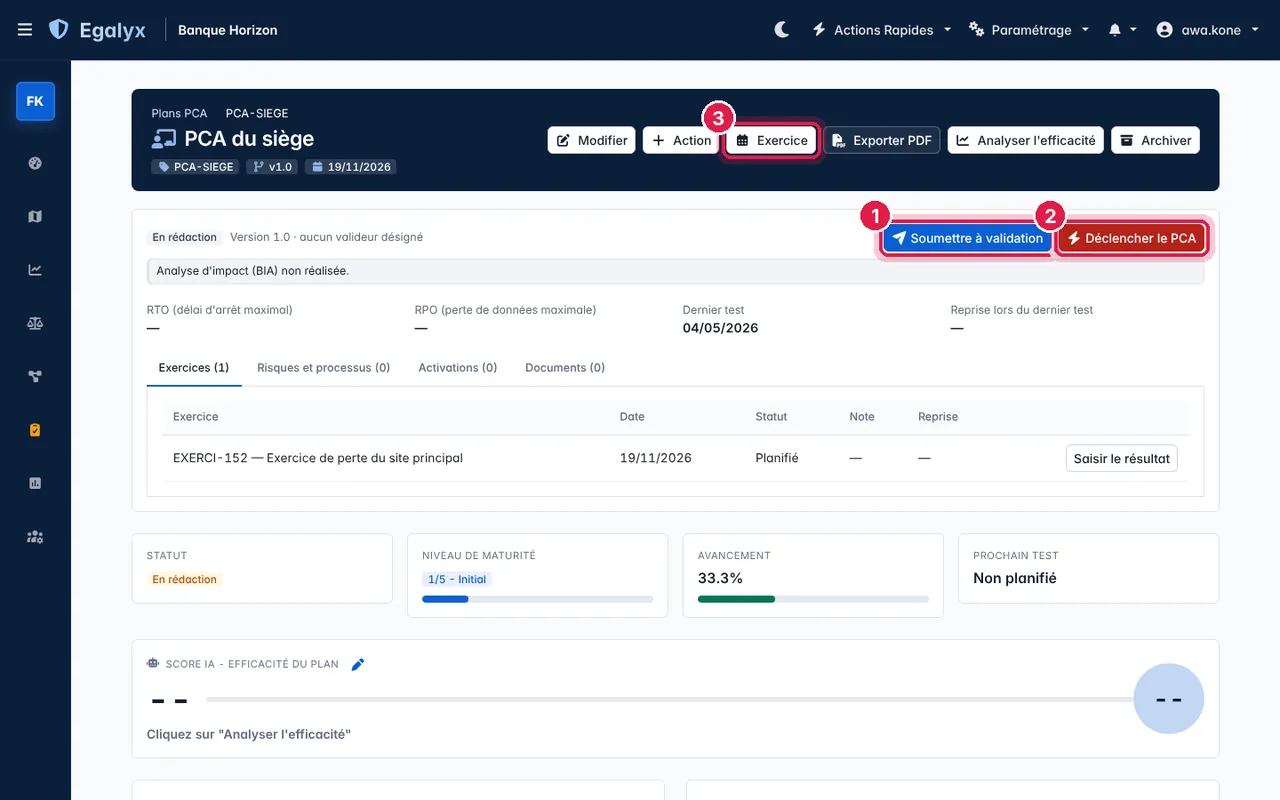 Egalyx
Banque Horizon
Actions Rapides
Paramétrage
awa.kone
FK
Plans PCA PCA-SIEGE
PCA du siège
PCA-SIEGE v1.0 19/11/2026
Modifier
Action
3
Exercice
PDF
Exporter PDF
Analyser l'efficacité
Archiver
En rédaction Version 1.0 · aucun valideur désigné
1
Soumettre à validation
2
Déclencher le PCA
Analyse d'impact (BIA) non réalisée.
RTO (délai d'arrêt maximal) RPO (perte de données maximale) Dernier test Reprise lors du dernier test
— — 04/05/2026 —
Exercices (1) Risques et processus (0) Activations (0) Documents (0)
Exercice Date Statut Note Reprise
EXERCI-152 — Exercice de perte du site principal 19/11/2026 Planifié — — Saisir le résultat
STATUT
En rédaction
NIVEAU DE MATURITÉ
1/5 - Initial
AVANCEMENT
33.3%
PROCHAIN TEST
Non planifié
SCORE IA - EFFICACITÉ DU PLAN
-- --
Cliquez sur "Analyser l'efficacité"